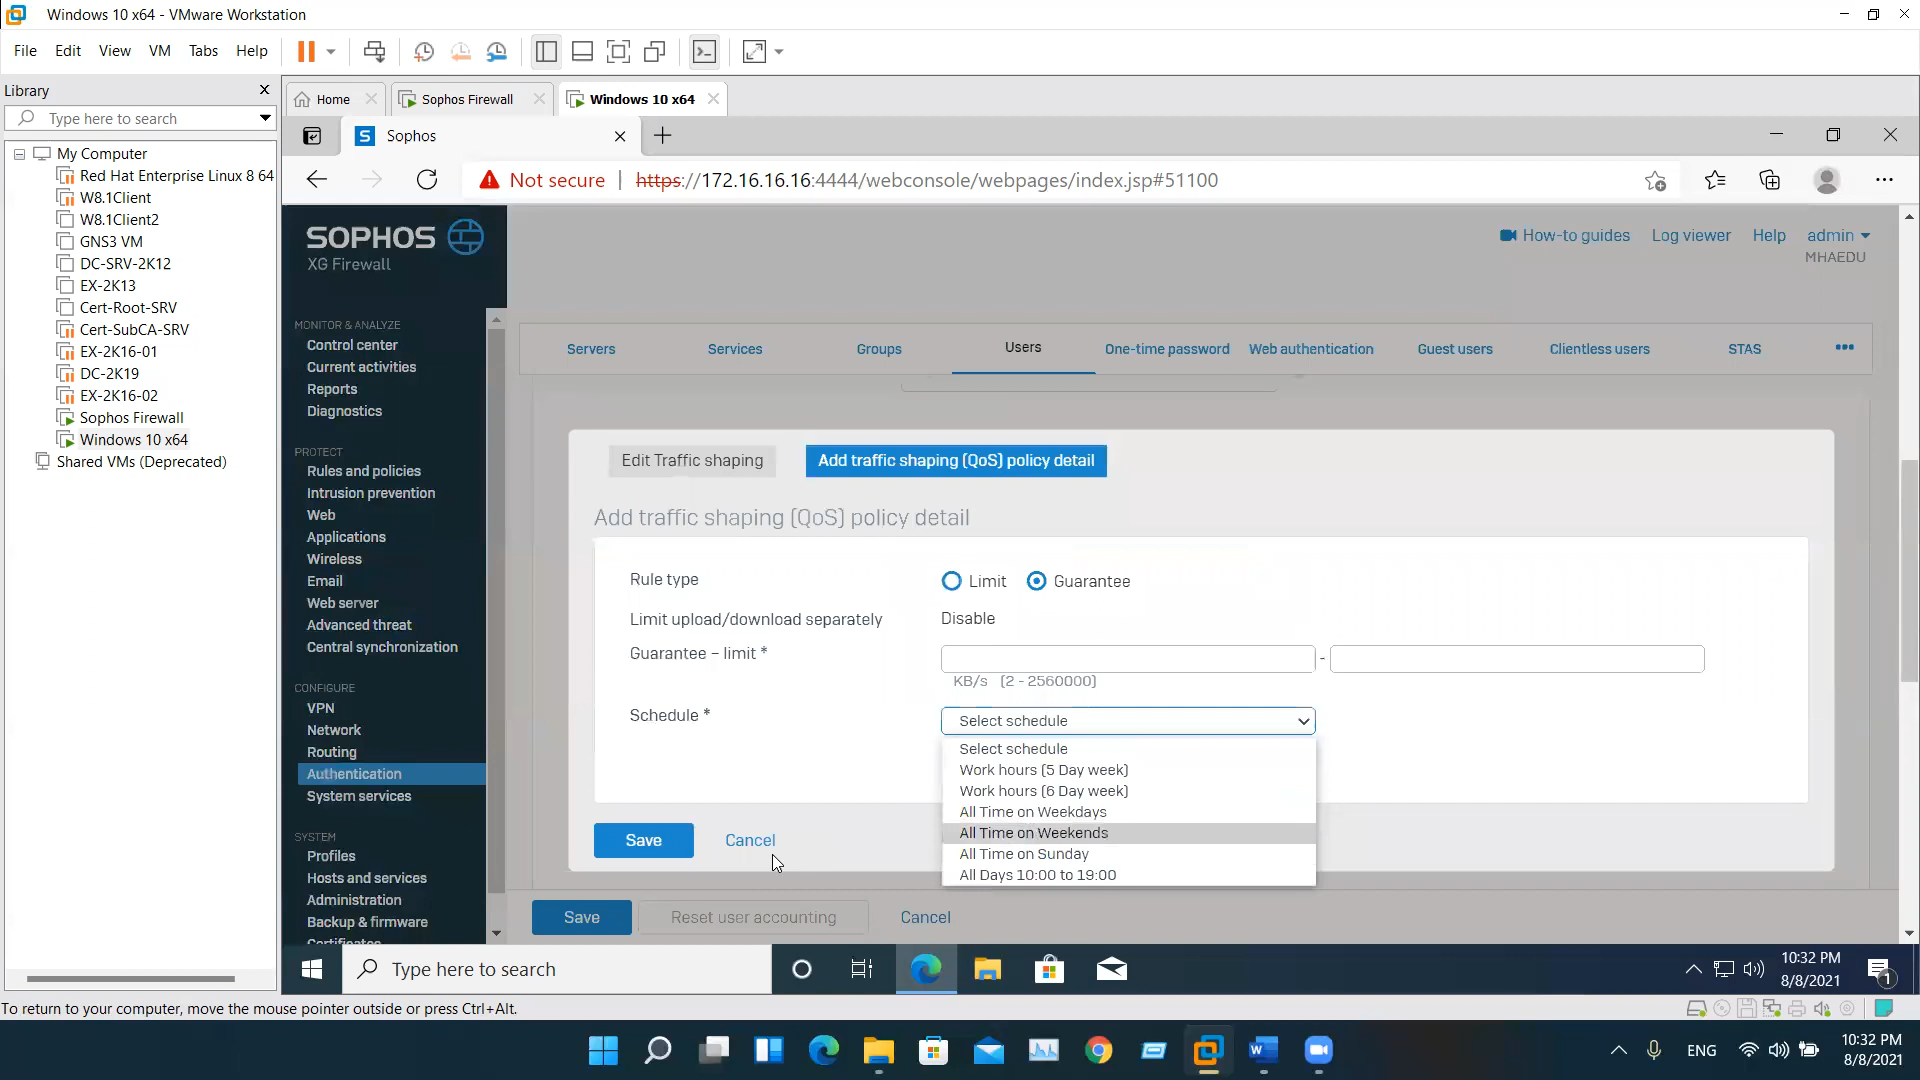 Windows 10 x64 - VMware Workstation
File Edit View VM Tabs Help
Library
Type here to search
My Computer
Red Hat Enterprise Linux 8 64
W8.1Client
W8.1Client2
GNS3 VM
DC-SRV-2K12
EX-2K13
Cert-Root-SRV
Cert-SubCA-SRV
EX-2K16-01
DC-2K19
EX-2K16-02
Sophos Firewall
Windows 10 x64
Shared VMs (Deprecated)
Home Sophos Firewall Windows 10 x64
Sophos
Not secure | https://172.16.16.16:4444/webconsole/webpages/index.jsp#51100
SOPHOS
XG Firewall
How-to guides Log viewer Help admin
MHAEDU
MONITOR & ANALYZE
Control center
Current activities
Reports
Diagnostics
PROTECT
Rules and policies
Intrusion prevention
Web
Applications
Wireless
Email
Web server
Advanced threat
Central synchronization
CONFIGURE
VPN
Network
Routing
Authentication
System services
SYSTEM
Profiles
Hosts and services
Administration
Backup & firmware
Certificates
Servers Services Groups Users One-time password Web authentication Guest users Clientless users STAS
Edit Traffic shaping Add traffic shaping (QoS) policy detail
Add traffic shaping (QoS) policy detail
Rule type Limit Guarantee
Limit upload/download separately Disable
Guarantee – limit * -
KB/s (2 - 2560000)
Schedule * Select schedule
Select schedule
Work hours (5 Day week)
Work hours (6 Day week)
All Time on Weekdays
All Time on Weekends
All Time on Sunday
All Days 10:00 to 19:00
Save Cancel
Save Reset user accounting Cancel
Type here to search
10:32 PM
8/8/2021
1
To return to your computer, move the mouse pointer outside or press Ctrl+Alt.
ENG
10:32 PM
8/8/2021